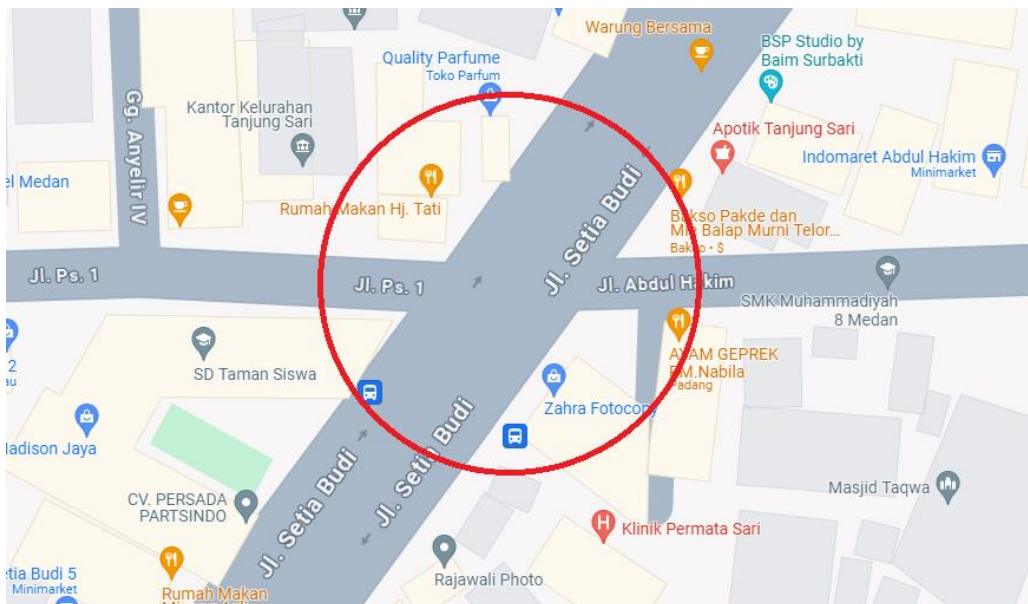 Warung Bersama
BSP Studio by
Baim Surbakti
Quality Parfume
Toko Parfum
Gg. Anyelir IV
Kantor Kelurahan
Tanjung Sari
Apotik Tanjung Sari
Indomaret Abdul Hakim
Minimarket
el Medan
Rumah Makan Hj. Tati
Jl. Setia Budi
Bakso Pakde dan
Mie Balap Murni Telor...
Bakso · $
Jl. Ps. 1
Jl. Ps. 1
Jl. Abdul Hakim
SMK Muhammadiyah
8 Medan
2
au
SD Taman Siswa
AYAM GEPREK
BM.Nabila
Padang
Zahra Fotocopy
Madison Jaya
Jl. Setia Budi
Jl. Setia Budi
CV. PERSADA
PARTSINDO
Masjid Taqwa
H
Klinik Permata Sari
etia Budi 5
Minimarket
Rajawali Photo
Rumah Makan